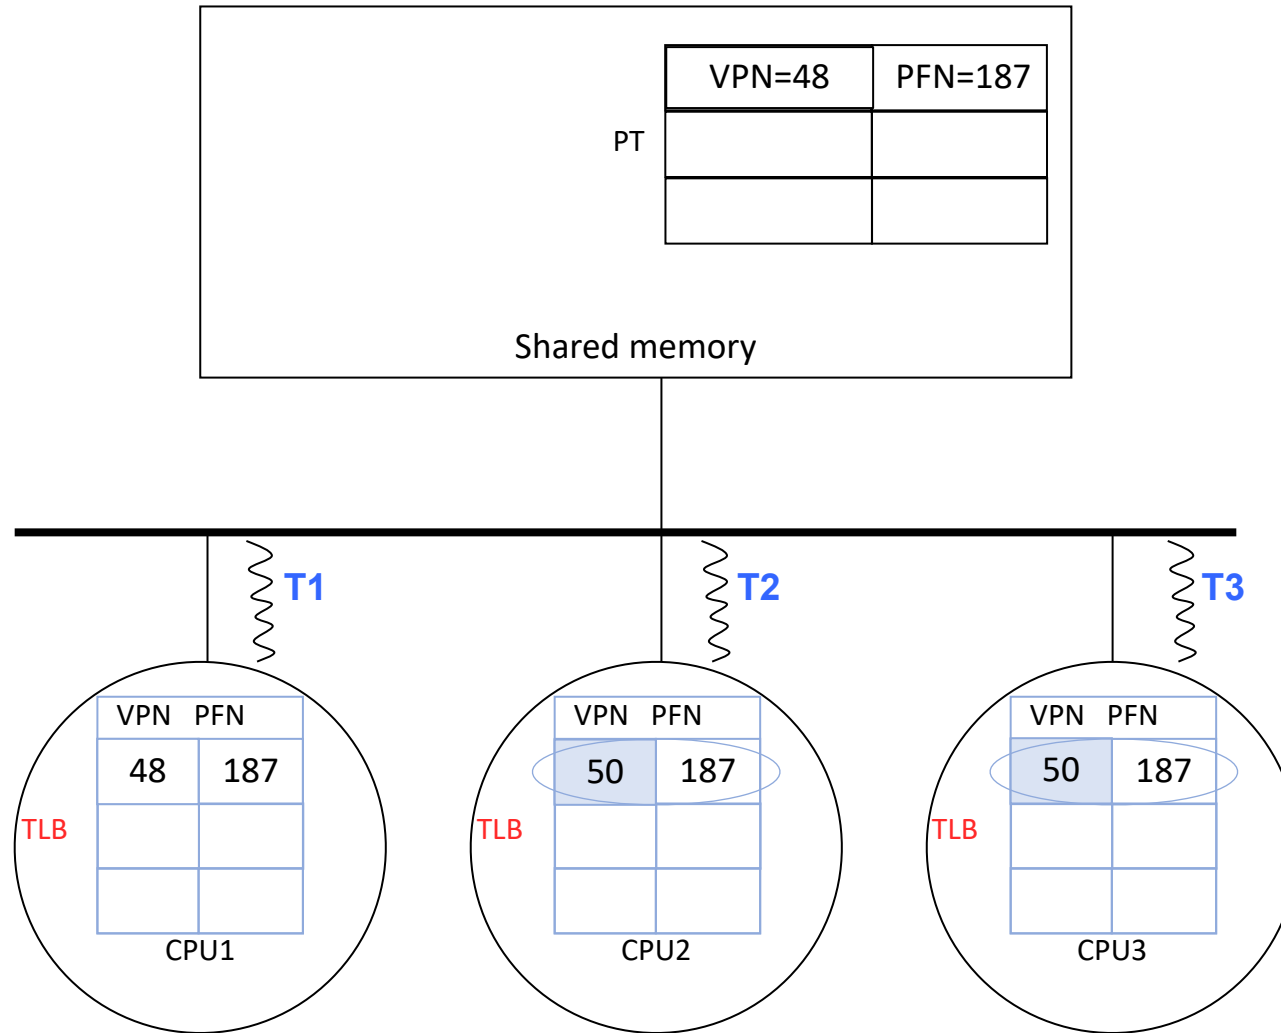 VPN=48 PFN=187
PT
Shared memory
T1 T2 T3
VPN PFN VPN PFN VPN PFN
48 187 50 187 50 187
TLB TLB TLB
CPU1 CPU2 CPU3